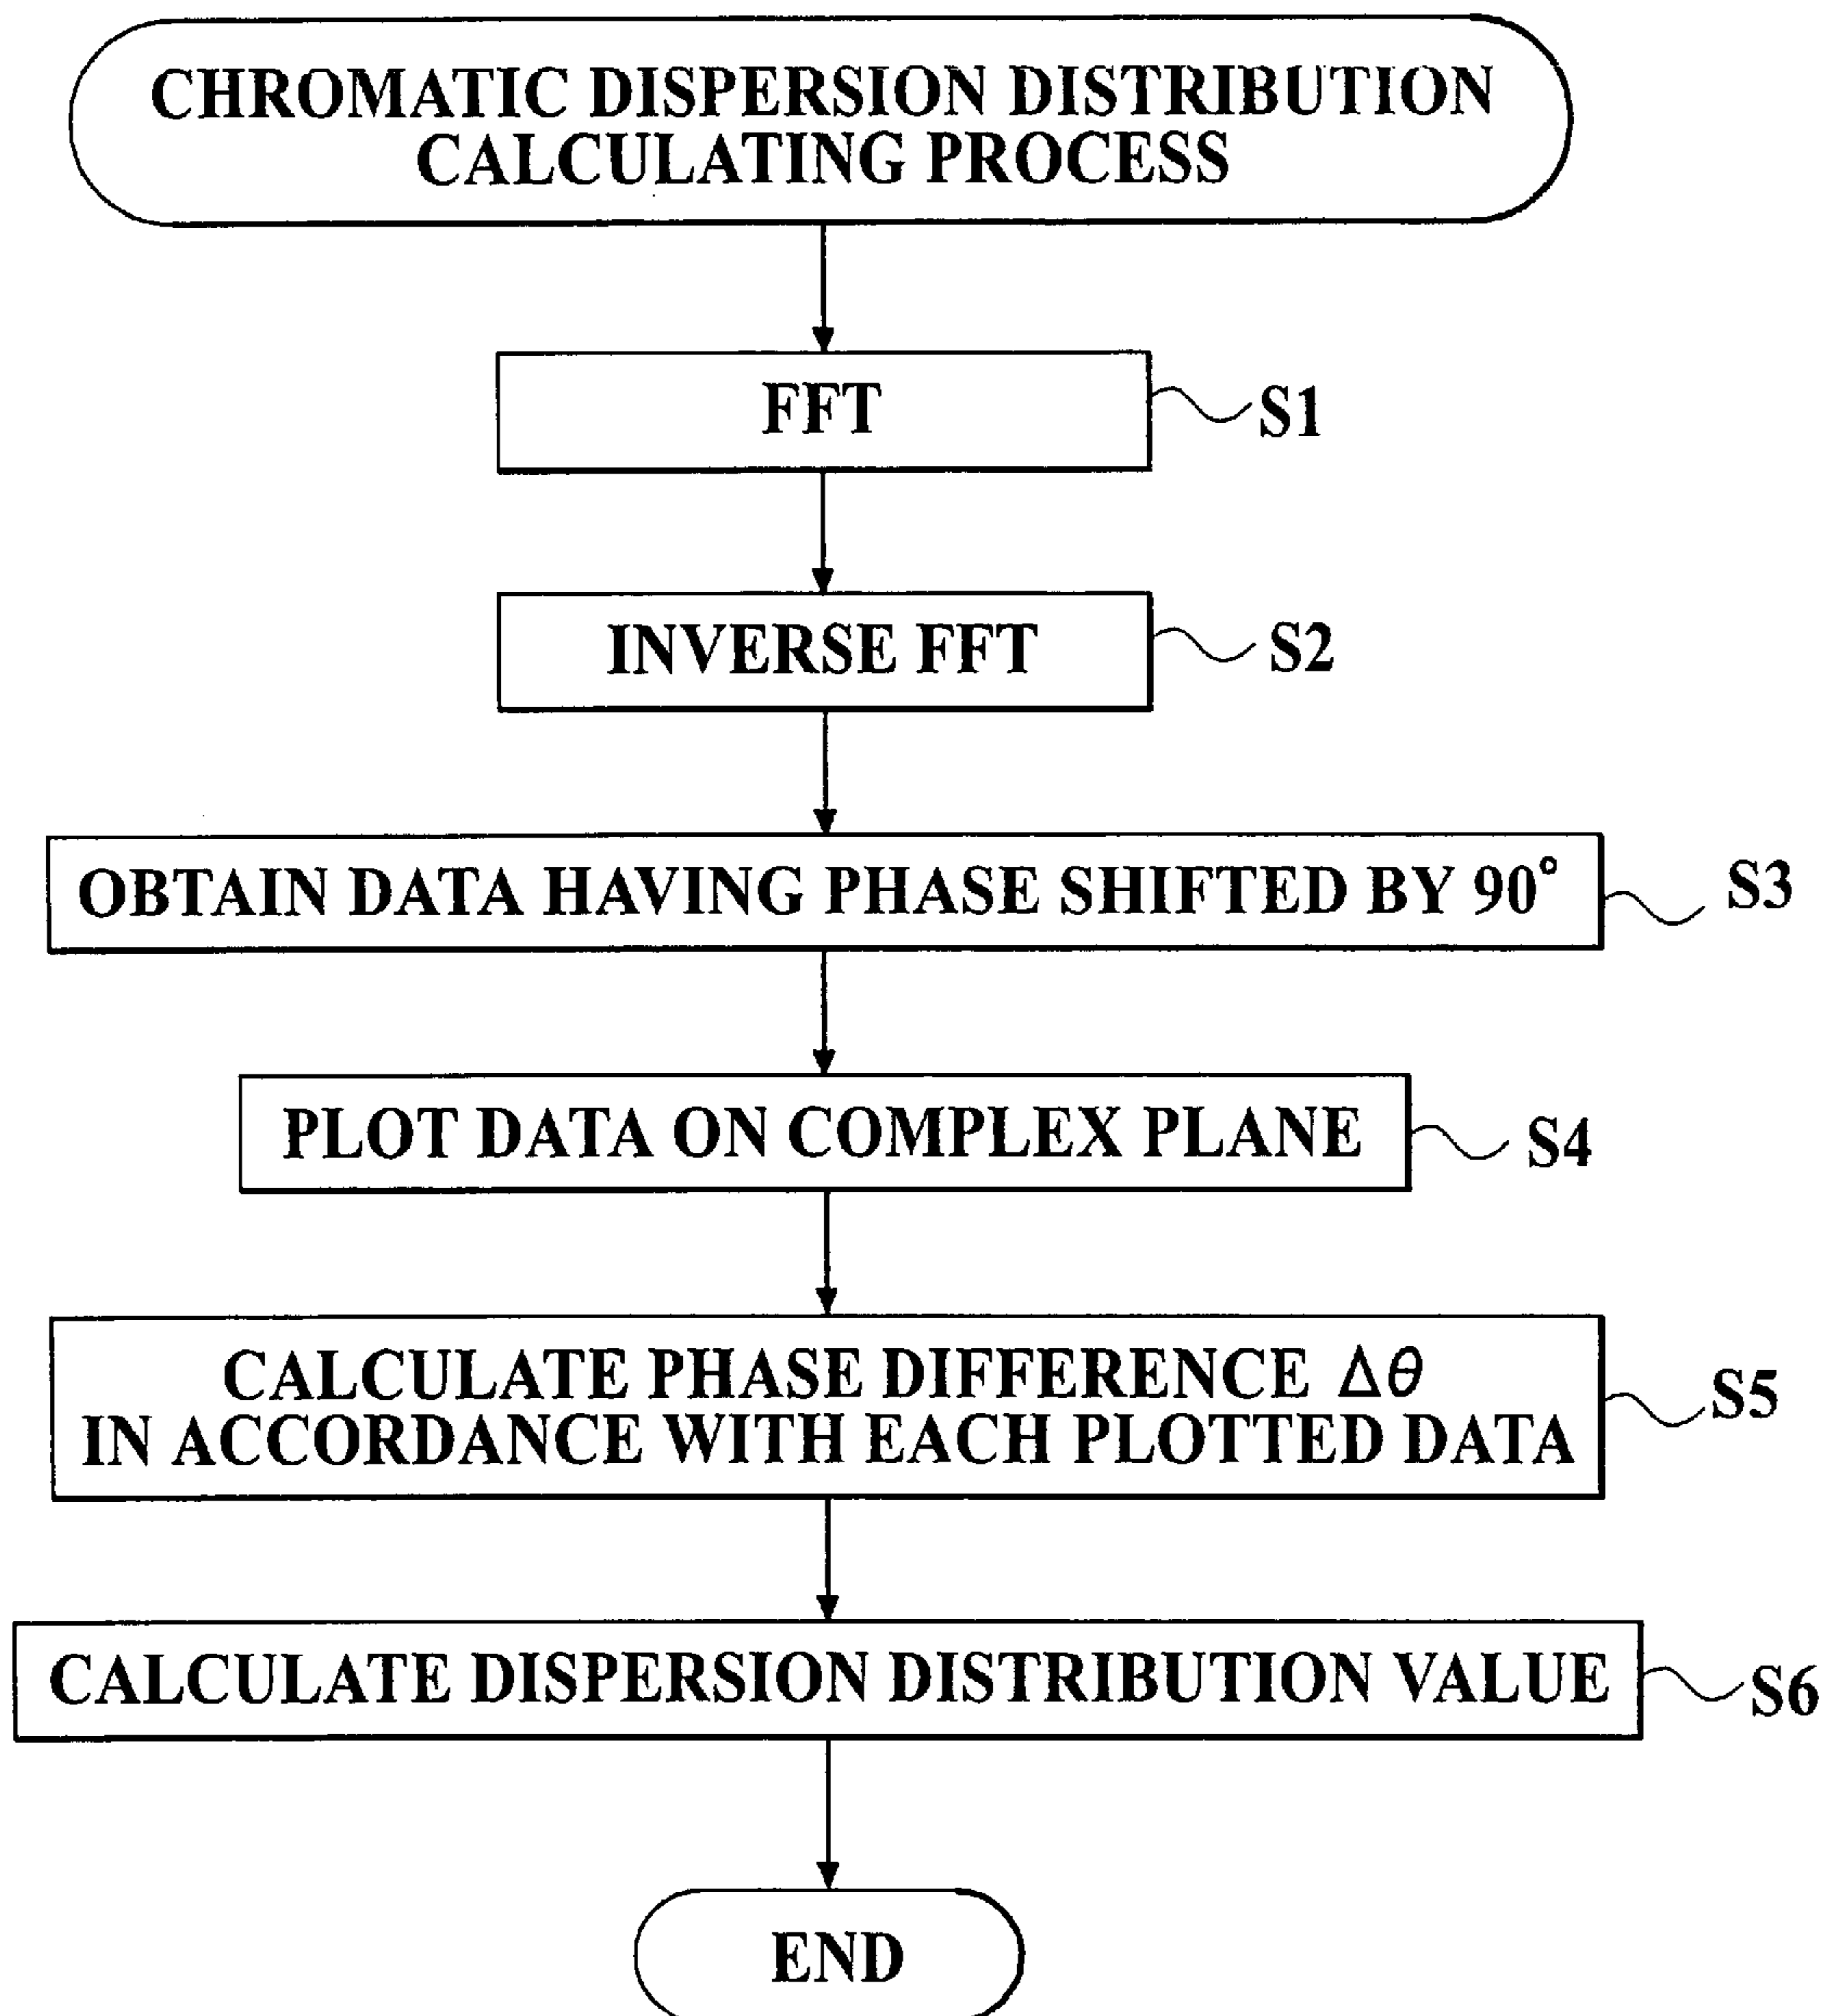 CHROMATIC DISPERSION DISTRIBUTION
CALCULATING PROCESS
FFT
S1
INVERSE FFT
S2
OBTAIN DATA HAVING PHASE SHIFTED BY 90°
S3
PLOT DATA ON COMPLEX PLANE
S4
CALCULATE PHASE DIFFERENCE Δθ
IN ACCORDANCE WITH EACH PLOTTED DATA
S5
CALCULATE DISPERSION DISTRIBUTION VALUE
S6
END